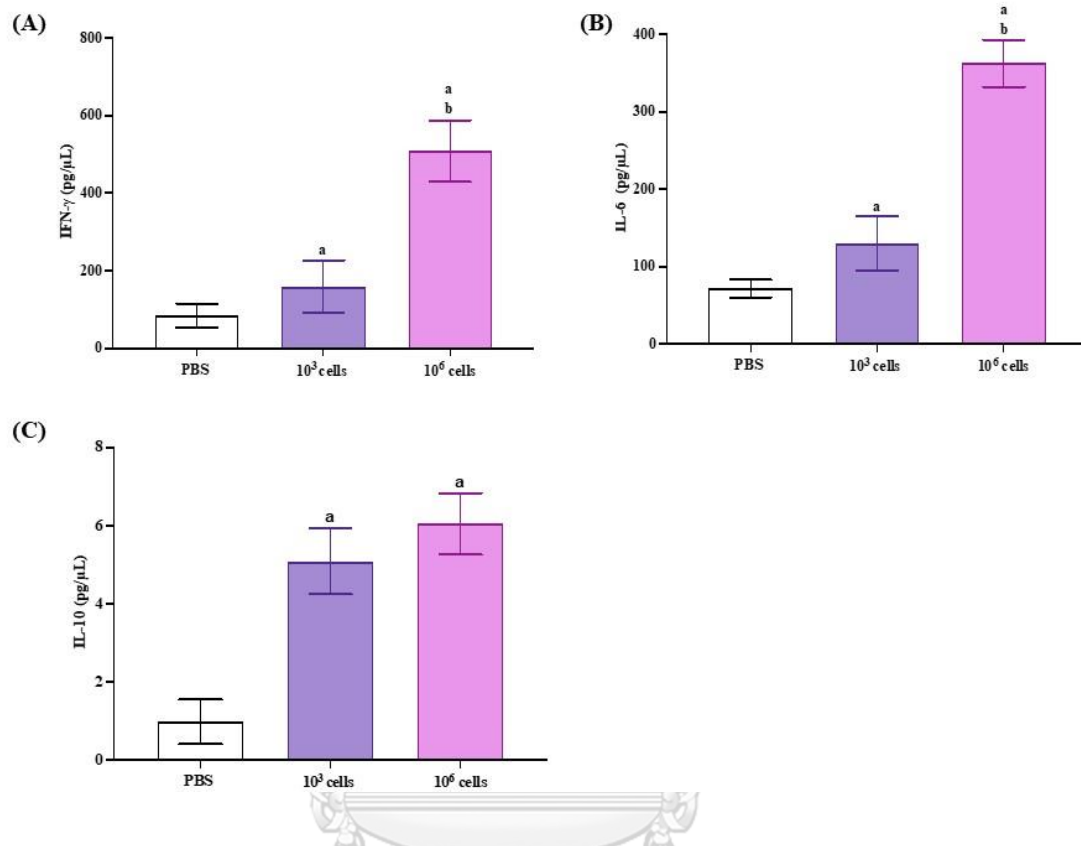 (A)
800
600
400
200
0
IFN-γ (pg/µL)
a
a
b
PBS
10³ cells
10⁶ cells
(B)
400
300
200
100
0
IL-6 (pg/µL)
a
a
b
PBS
10³ cells
10⁶ cells
(C)
8
6
4
2
0
IL-10 (pg/µL)
a
a
PBS
10³ cells
10⁶ cells